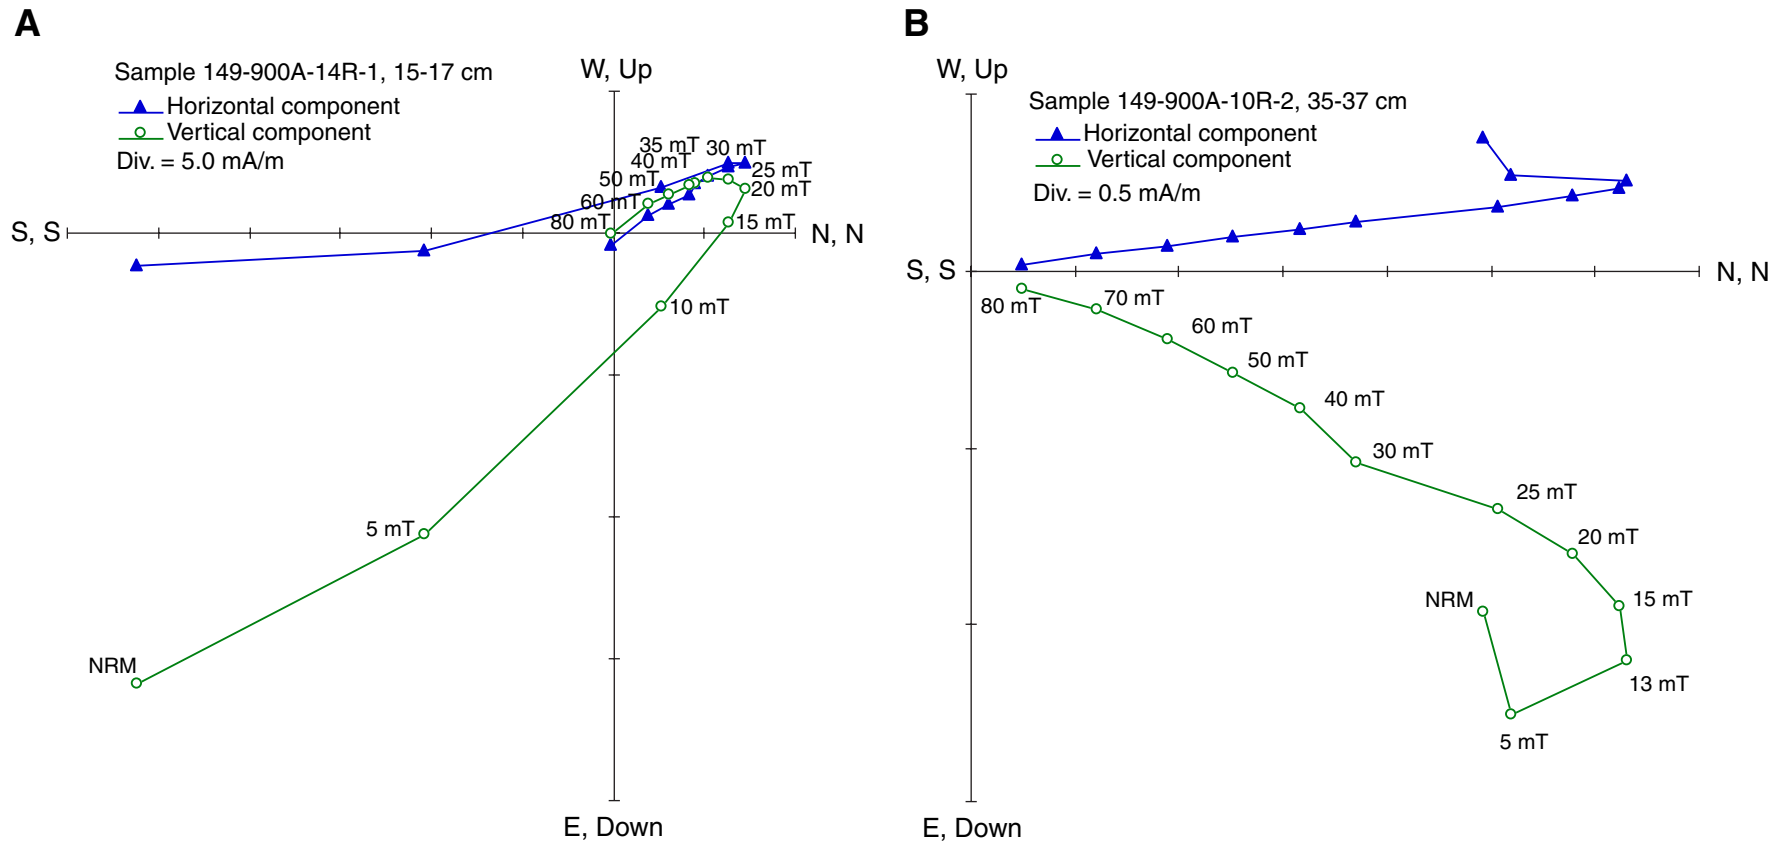 A
Sample 149-900A-14R-1, 15-17 cm
Horizontal component
Vertical component
Div. = 5.0 mA/m
W, Up
35 mT
30 mT
40 mT
25 mT
50 mT
20 mT
60 mT
80 mT
15 mT
S, S
N, N
10 mT
5 mT
NRM
E, Down
B
W, Up
Sample 149-900A-10R-2, 35-37 cm
Horizontal component
Vertical component
Div. = 0.5 mA/m
S, S
N, N
80 mT
70 mT
60 mT
50 mT
40 mT
30 mT
25 mT
20 mT
NRM
15 mT
13 mT
5 mT
E, Down